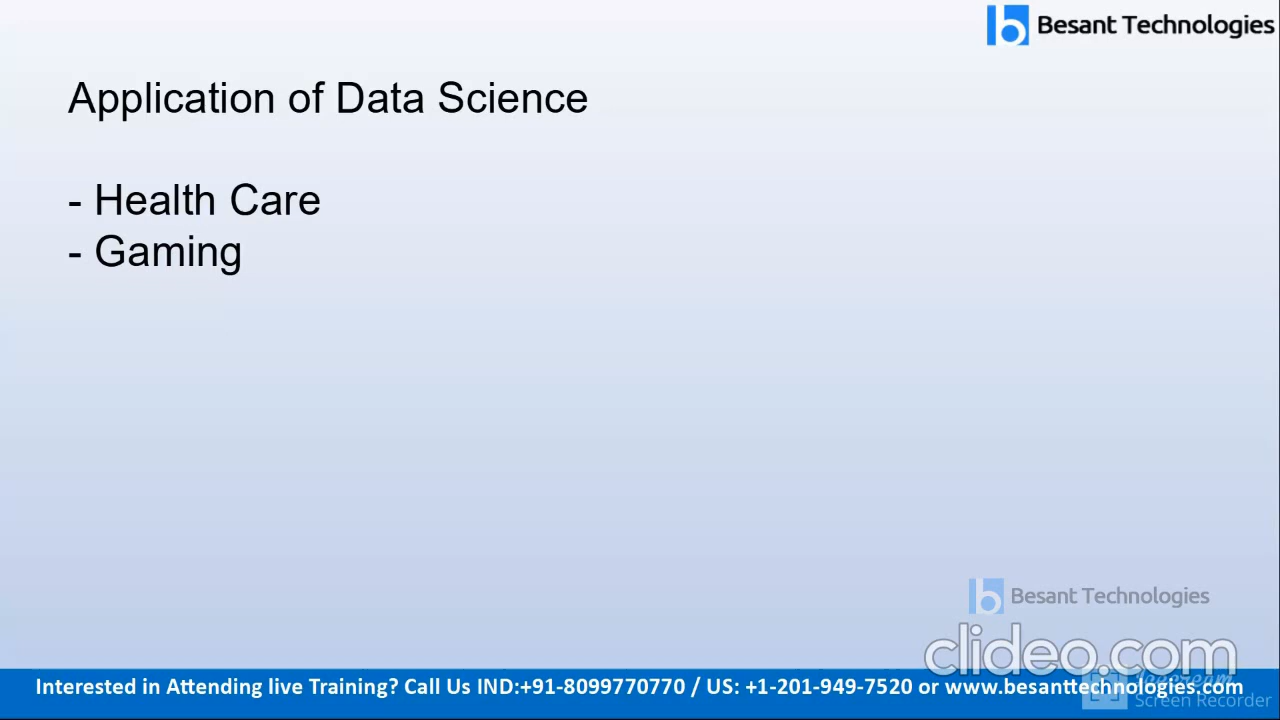 Besant Technologies
Application of Data Science
- Health Care
- Gaming
Besant Technologies
clideo.com
Interested in Attending live Training? Call Us IND:+91-8099770770 / US: +1-201-949-7520 or www.besanttechnologies.com
Icecream
Screen Recorder